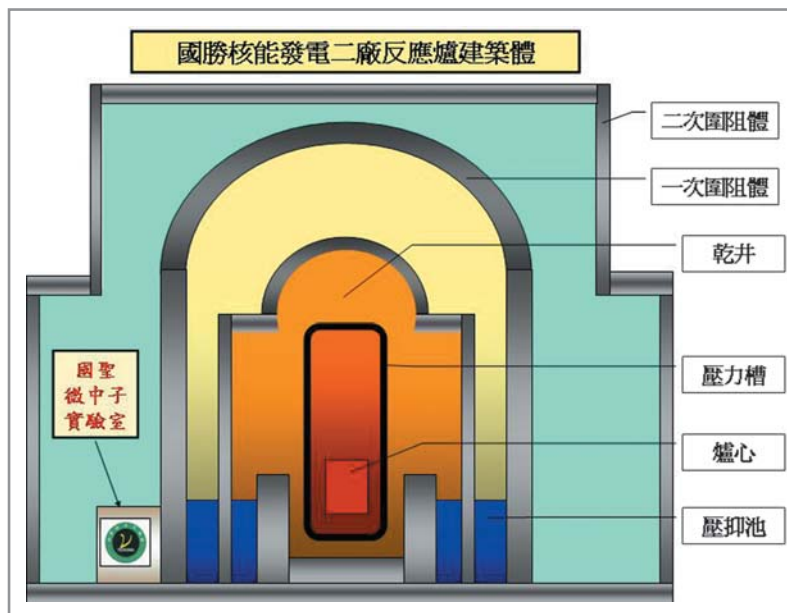 國勝核能發電二廠反應爐建築體
二次圍阻體
一次圍阻體
乾井
壓力槽
國聖
微中子
實驗室
爐心
壓抑池